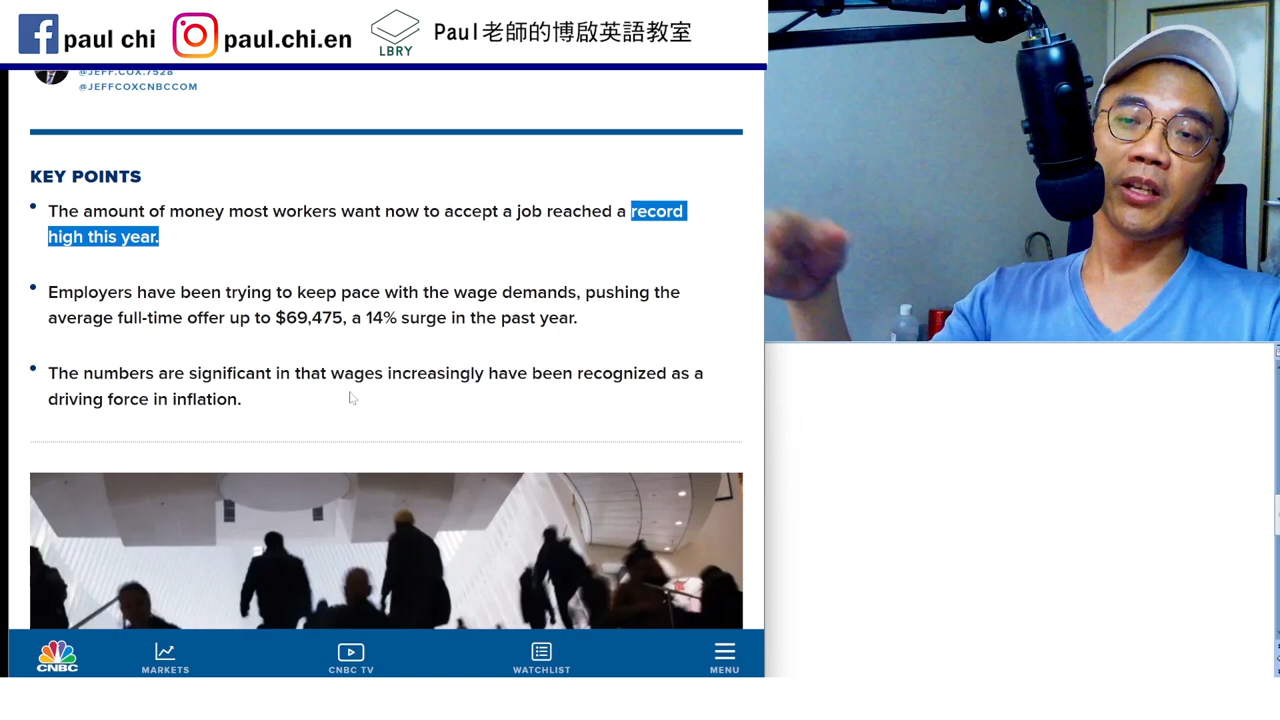 paul chi
paul.chi.en
LBRY
Paul老師的博啟英語教室
@JEFF.COX.7528
@JEFFCOXCNBCCOM
KEY POINTS
The amount of money most workers want now to accept a job reached a record
high this year.
Employers have been trying to keep pace with the wage demands, pushing the
average full-time offer up to $69,475, a 14% surge in the past year.
The numbers are significant in that wages increasingly have been recognized as a
driving force in inflation.
CNBC
MARKETS
CNBC TV
WATCHLIST
MENU